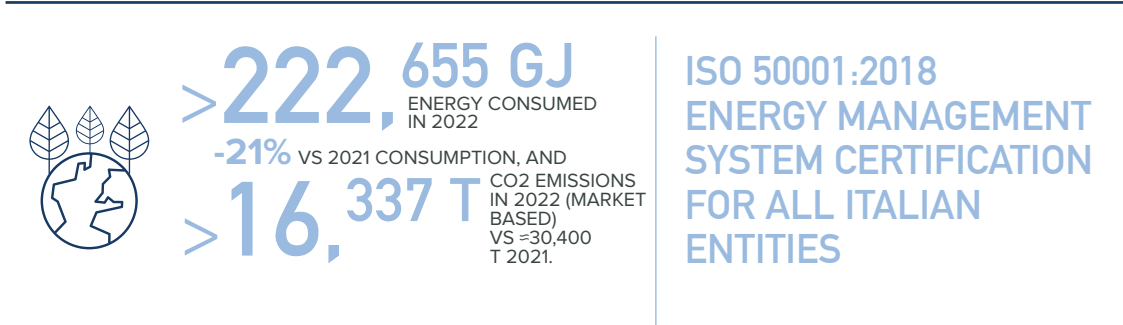 >222,655 GJ
ENERGY CONSUMED
IN 2022
-21% VS 2021 CONSUMPTION, AND
>16,337 T
CO2 EMISSIONS
IN 2022 (MARKET
BASED)
VS ≈30,400
T 2021.
ISO 50001:2018
ENERGY MANAGEMENT
SYSTEM CERTIFICATION
FOR ALL ITALIAN
ENTITIES